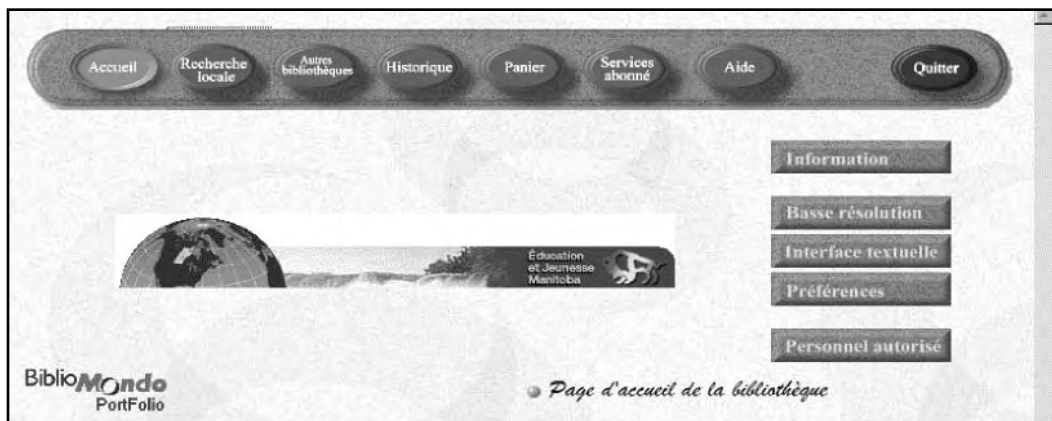 Accueil
Recherche
locale
Autres
bibliothèques
Historique
Panier
Services
abonné
Aide
Quitter
Information
Basse résolution
Interface textuelle
Préférences
Personnel autorisé
Éducation
et Jeunesse
Manitoba
BiblioMondo
PortFolio
Page d'accueil de la bibliothèque